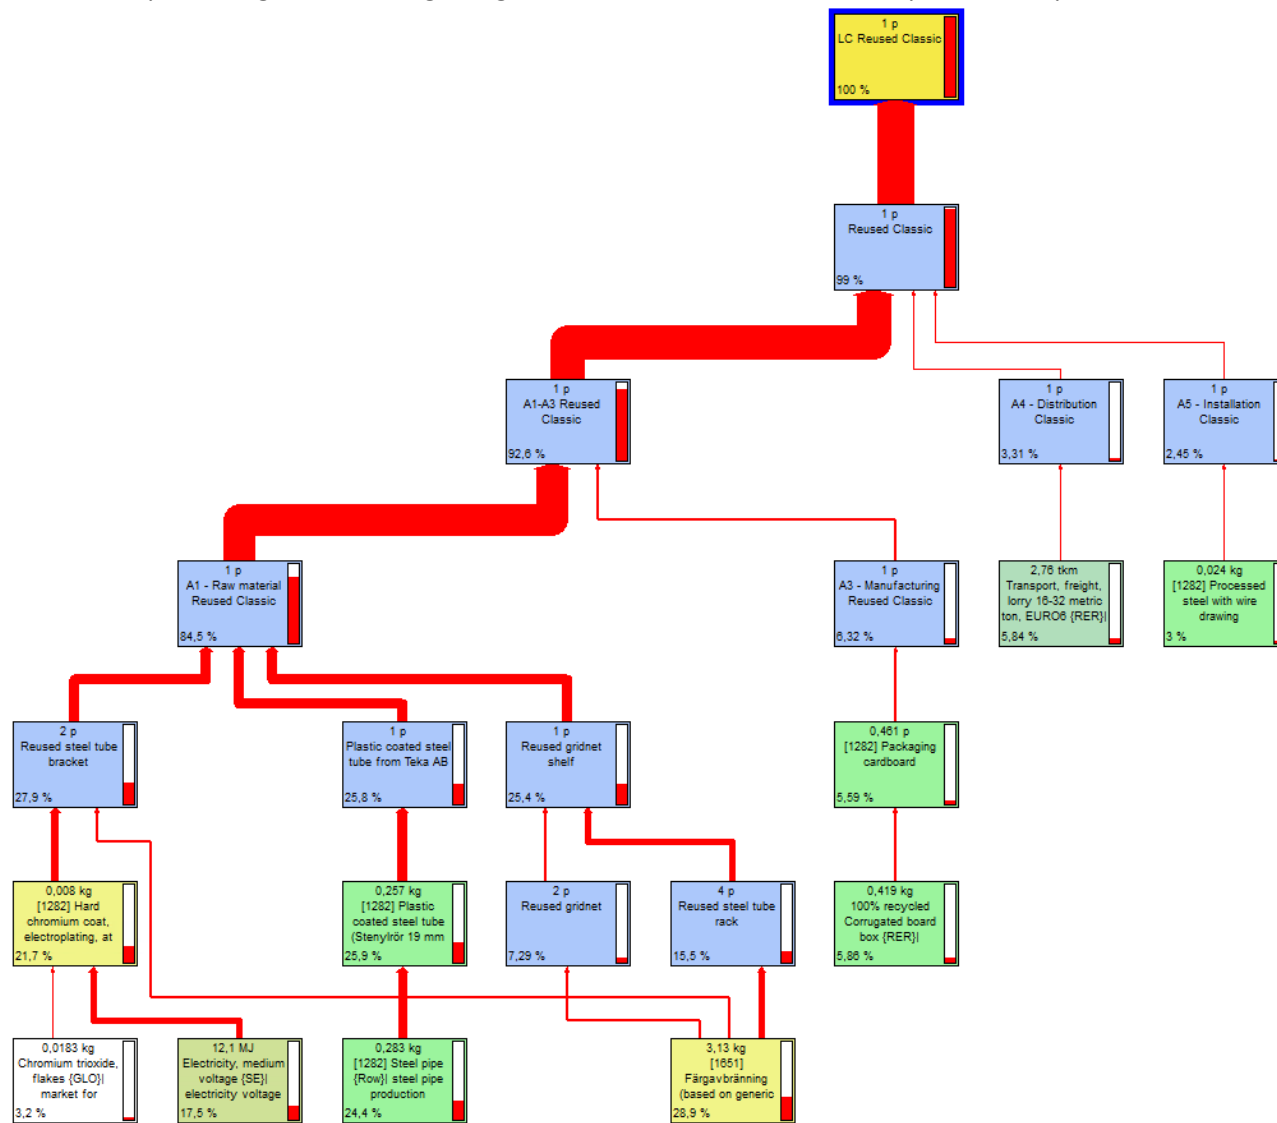 1 p
LC Reused Classic
100 %
1 p
Reused Classic
99 %
1 p
A1-A3 Reused
Classic
92,6 %
1 p
A4 - Distribution
Classic
3,31 %
1 p
A5 - Installation
Classic
2,45 %
1 p
A1 - Raw material
Reused Classic
84,5 %
1 p
A3 - Manufacturing
Reused Classic
6,32 %
2,76 tkm
Transport, freight,
lorry 16-32 metric
ton, EURO6 {RER}|
5,84 %
0,024 kg
[1282] Processed
steel with wire
drawing
3 %
2 p
Reused steel tube
bracket
27,9 %
1 p
Plastic coated steel
tube from Teka AB
25,8 %
1 p
Reused gridnet
shelf
25,4 %
0,461 p
[1282] Packaging
cardboard
5,59 %
0,008 kg
[1282] Hard
chromium coat,
electroplating, at
21,7 %
0,257 kg
[1282] Plastic
coated steel tube
(Stenylrör 19 mm
25,9 %
2 p
Reused gridnet
7,29 %
4 p
Reused steel tube
rack
15,5 %
0,419 kg
100% recycled
Corrugated board
box {RER}|
5,86 %
0,0183 kg
Chromium trioxide,
flakes {GLO}|
market for
3,2 %
12,1 MJ
Electricity, medium
voltage {SE}|
electricity voltage
17,5 %
0,283 kg
[1282] Steel pipe
{Row}| steel pipe
production
24,4 %
3,13 kg
[1651]
Färgavbränning
(based on generic
28,9 %